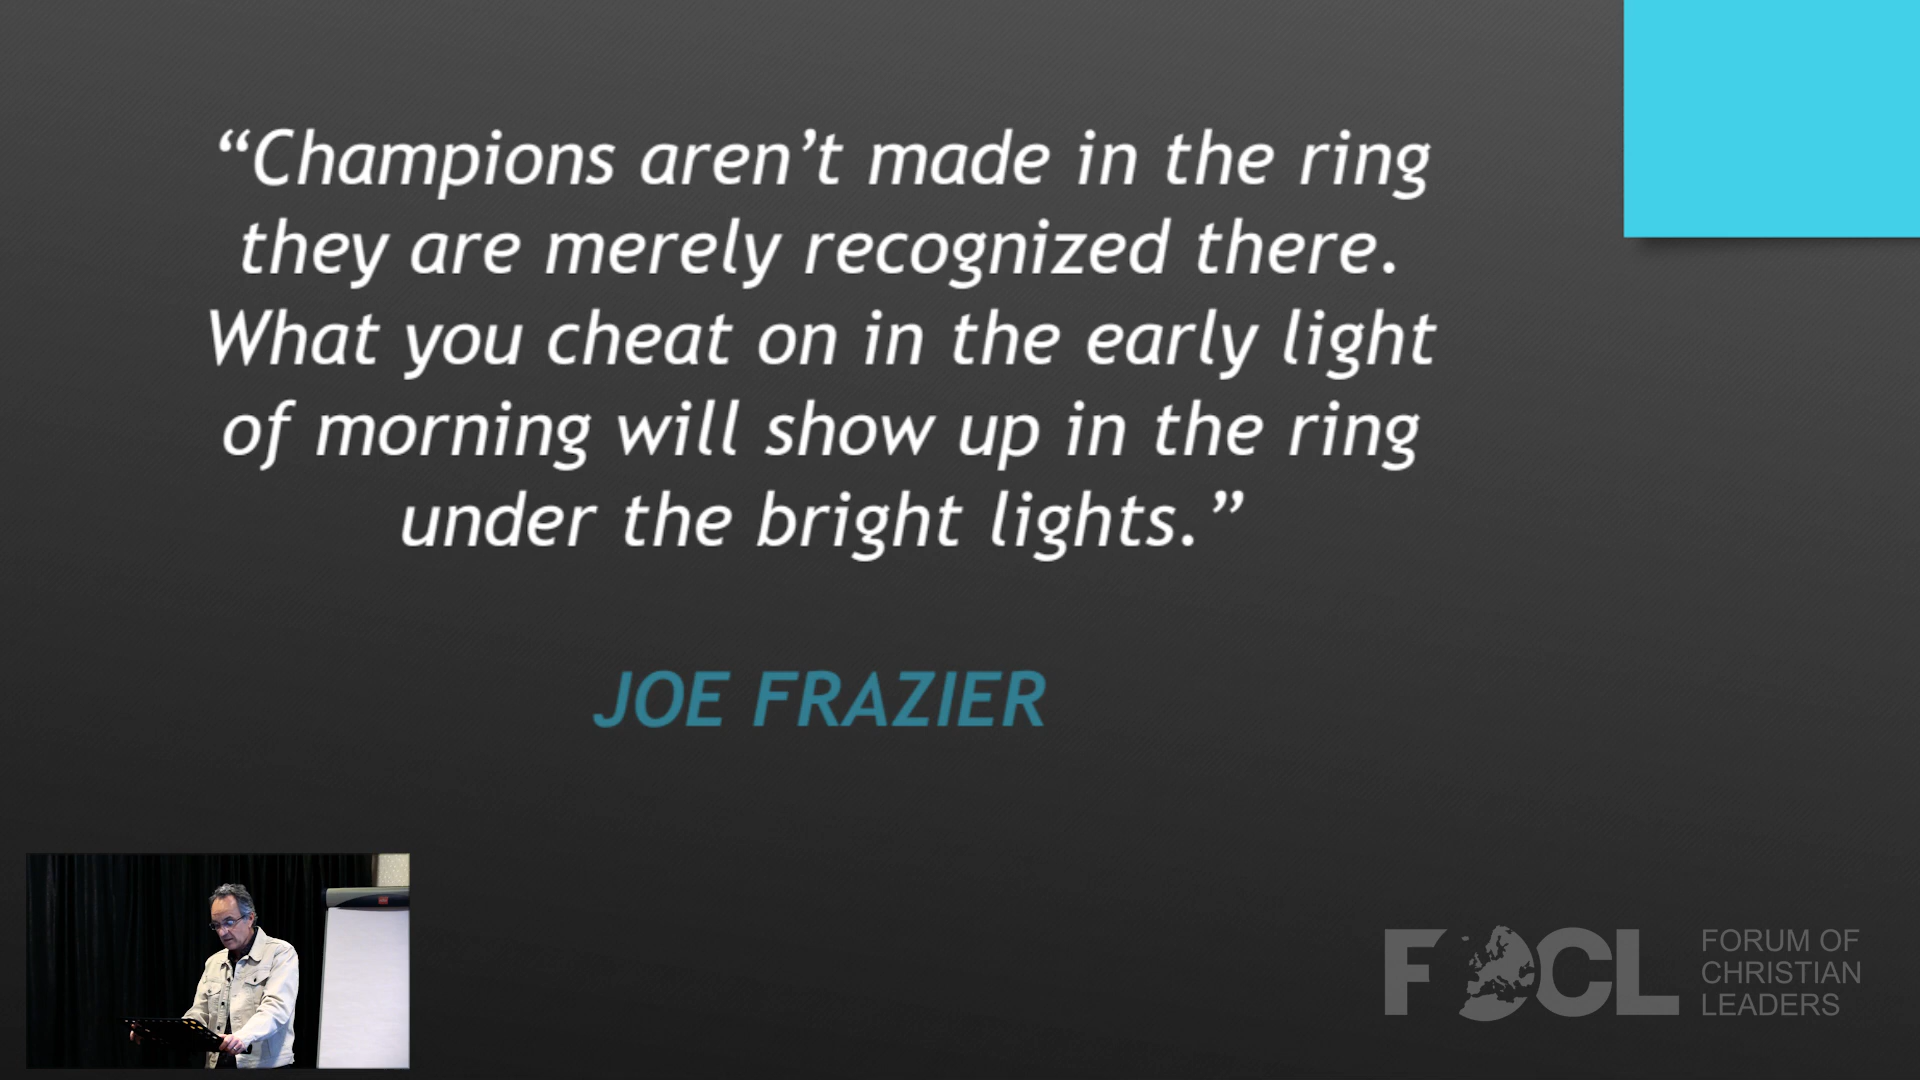 “Champions aren’t made in the ring
they are merely recognized there.
What you cheat on in the early light
of morning will show up in the ring
under the bright lights.”
JOE FRAZIER
FOCL
FORUM OF
CHRISTIAN
LEADERS